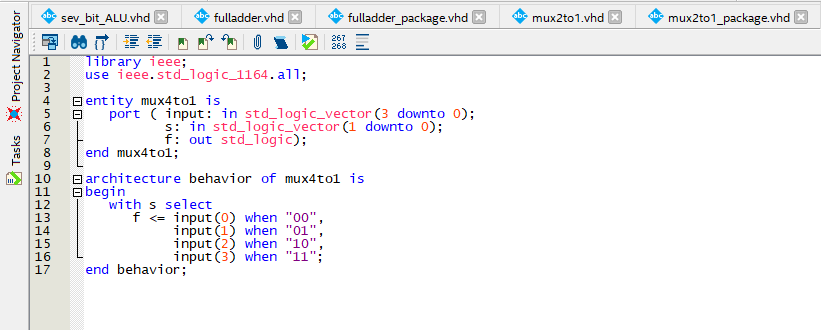 sev_bit_ALU.vhd
fulladder.vhd
fulladder_package.vhd
mux2to1.vhd
mux2to1_package.vhd
Project Navigator
Tasks
267
268
1 library ieee;
2 use ieee.std_logic_1164.all;
3
4 entity mux4to1 is
5 port ( input: in std_logic_vector(3 downto 0);
6 s: in std_logic_vector(1 downto 0);
7 f: out std_logic);
8 end mux4to1;
9
10 architecture behavior of mux4to1 is
11 begin
12 with s select
13 f <= input(0) when "00",
14 input(1) when "01",
15 input(2) when "10",
16 input(3) when "11";
17 end behavior;